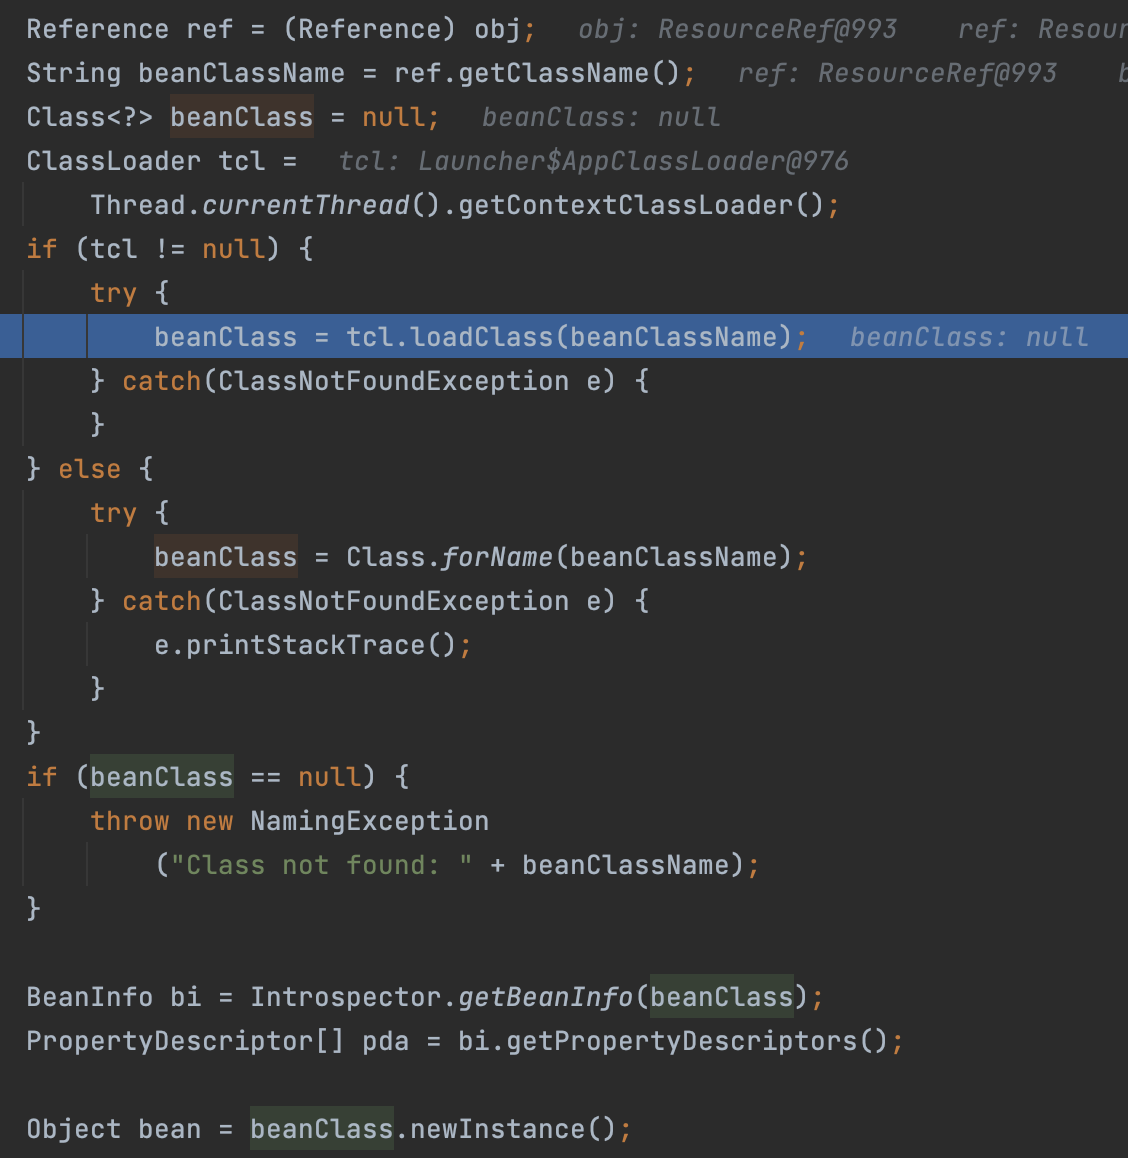 Reference ref = (Reference) obj;   obj: ResourceRef@993    ref: Resour
String beanClassName = ref.getClassName();   ref: ResourceRef@993
Class<?> beanClass = null;   beanClass: null
ClassLoader tcl =   tcl: Launcher$AppClassLoader@976
    Thread.currentThread().getContextClassLoader();
if (tcl != null) {
    try {
        beanClass = tcl.loadClass(beanClassName);   beanClass: null
    } catch(ClassNotFoundException e) {
    }
} else {
    try {
        beanClass = Class.forName(beanClassName);
    } catch(ClassNotFoundException e) {
        e.printStackTrace();
    }
}
if (beanClass == null) {
    throw new NamingException
        ("Class not found: " + beanClassName);
}
BeanInfo bi = Introspector.getBeanInfo(beanClass);
PropertyDescriptor[] pda = bi.getPropertyDescriptors();
Object bean = beanClass.newInstance();